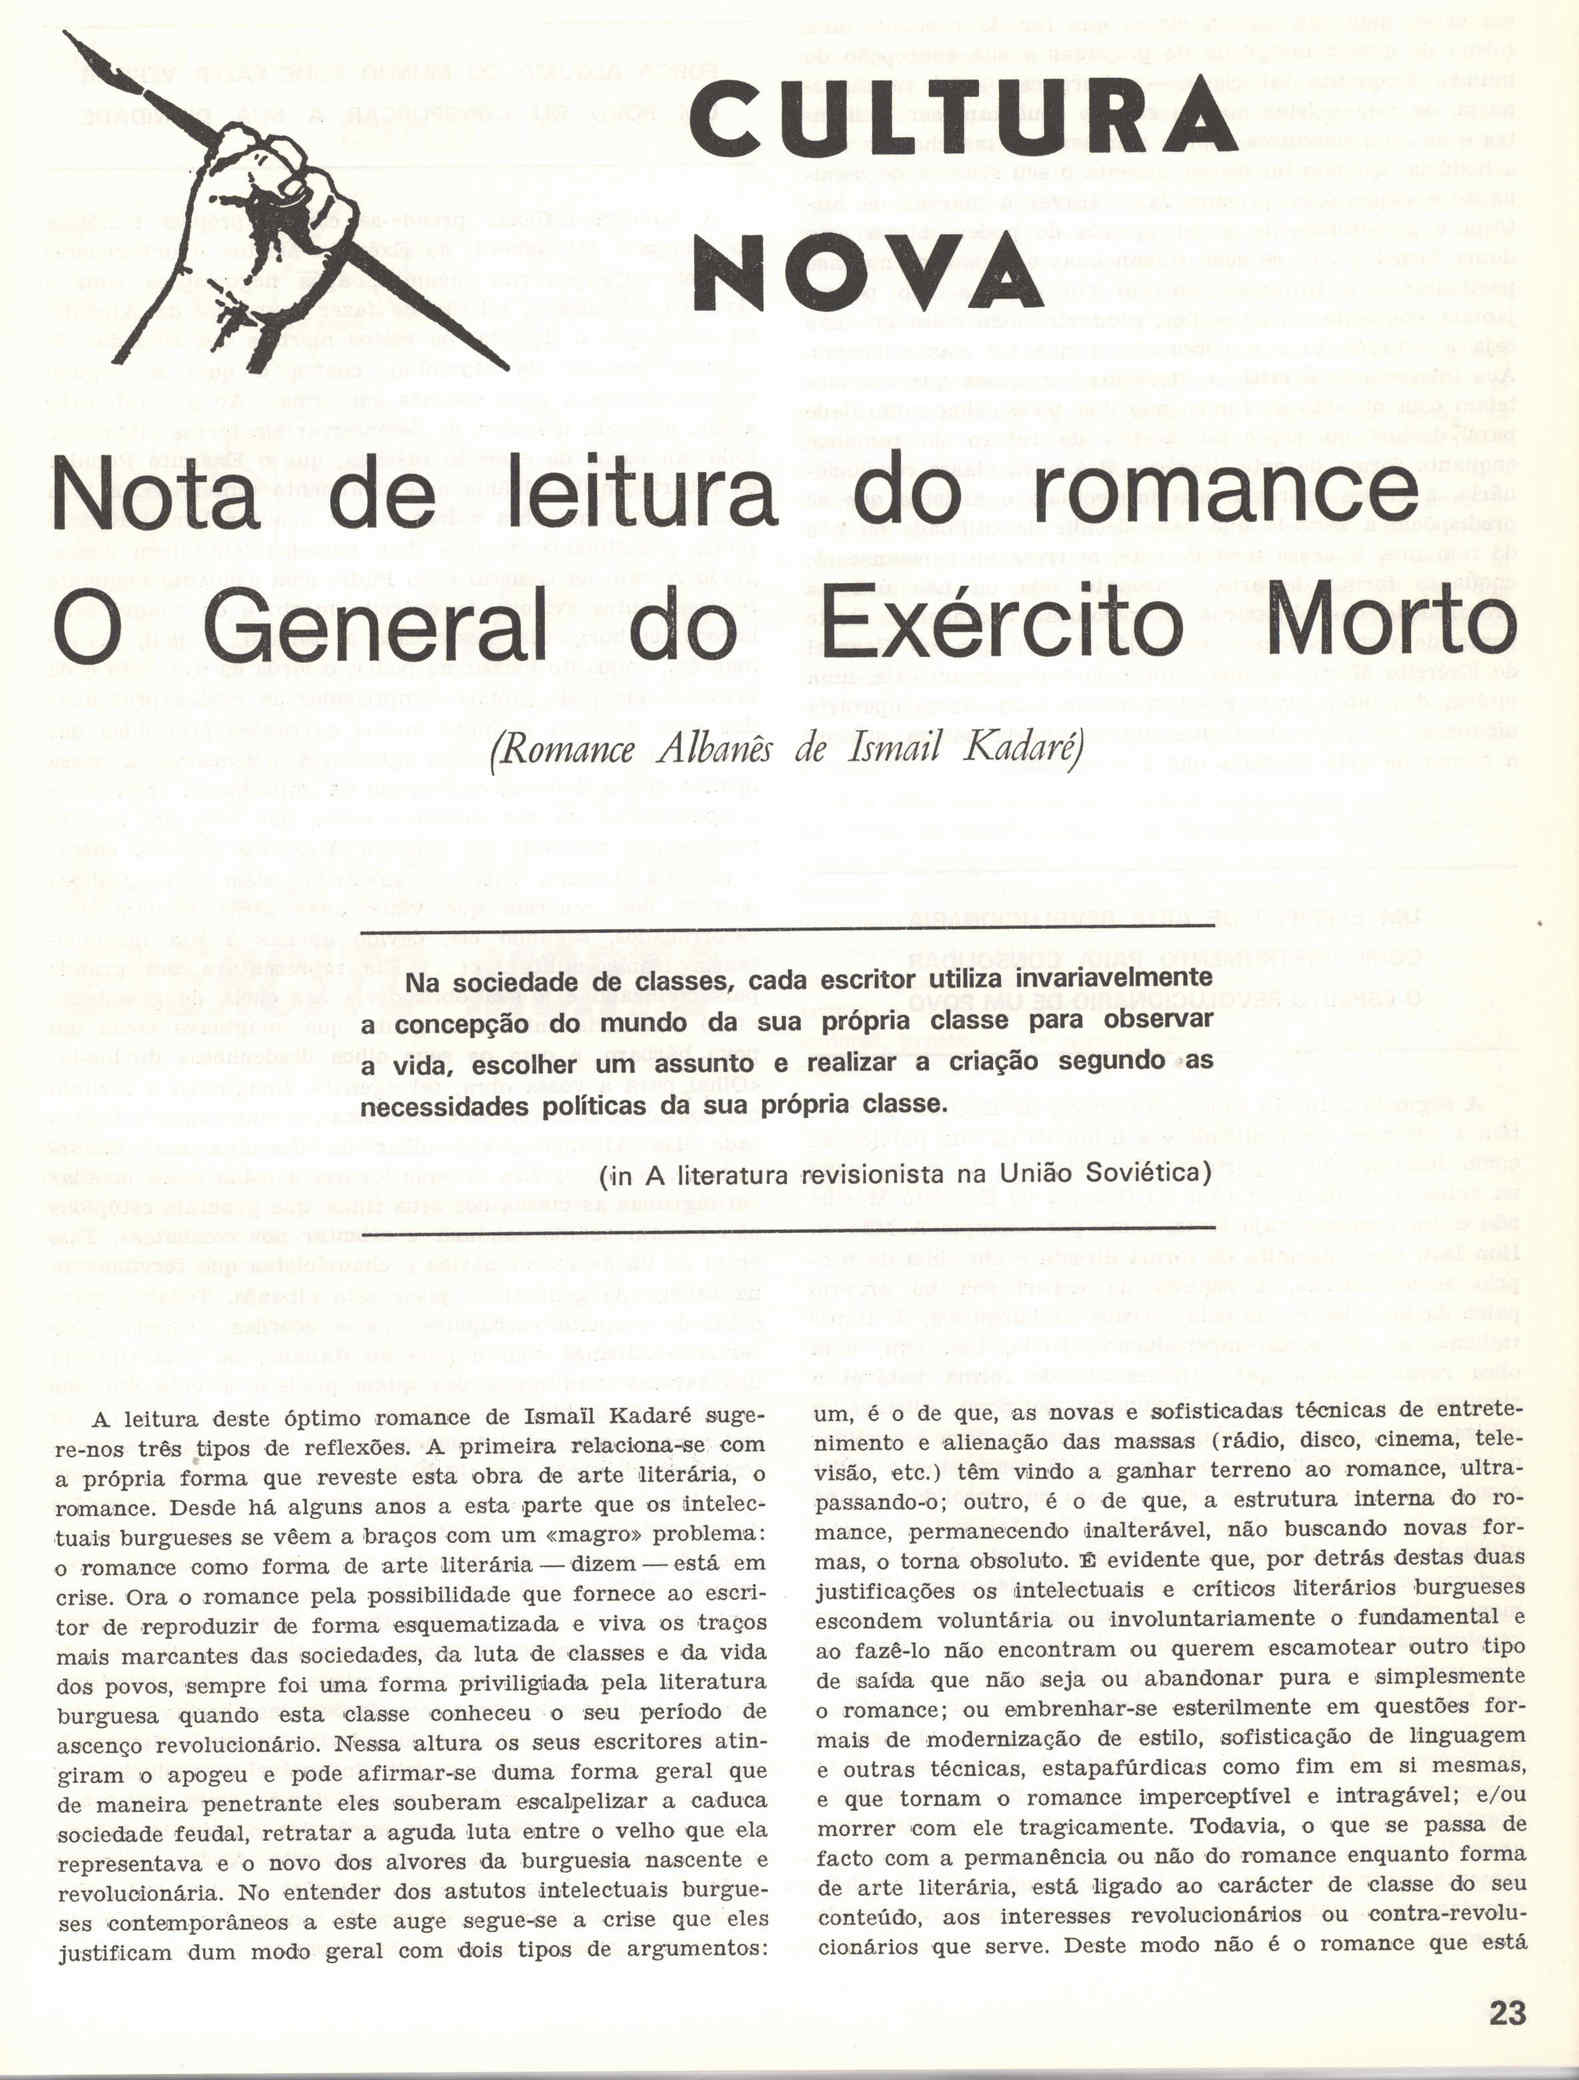 CULTURA
NOVA
Nota de leitura do romance
O General do Exército Morto
(Romance Albanês de Ismail Kadaré)
Na sociedade de classes, cada escritor utiliza invariavelmente
a concepção do mundo da sua própria classe para observar
a vida, escolher um assunto e realizar a criação segundo as
necessidades políticas da sua própria classe.
(in A literatura revisionista na União Soviética)
A leitura deste óptimo romance de Ismaïl Kadaré suge-
re-nos três tipos de reflexões. A primeira relaciona-se com
a própria forma que reveste esta obra de arte literária, o
romance. Desde há alguns anos a esta parte que os intelec-
tuais burgueses se vêem a braços com um «magro» problema:
o romance como forma de arte literária — dizem — está em
crise. Ora o romance pela possibilidade que fornece ao escri-
tor de reproduzir de forma esquematizada e viva os traços
mais marcantes das sociedades, da luta de classes e da vida
dos povos, sempre foi uma forma priviligiada pela literatura
burguesa quando esta classe conheceu o seu período de
ascenço revolucionário. Nessa altura os seus escritores atin-
giram o apogeu e pode afirmar-se duma forma geral que
de maneira penetrante eles souberam escalpelizar a caduca
sociedade feudal, retratar a aguda luta entre o velho que ela
representava e o novo dos alvores da burguesia nascente e
revolucionária. No entender dos astutos intelectuais burgue-
ses contemporâneos a este auge segue-se a crise que eles
justificam dum modo geral com dois tipos de argumentos:
um, é o de que, as novas e sofisticadas técnicas de entrete-
nimento e alienação das massas (rádio, disco, cinema, tele-
visão, etc.) têm vindo a ganhar terreno ao romance, ultra-
passando-o; outro, é o de que, a estrutura interna do ro-
mance, permanecendo inalterável, não buscando novas for-
mas, o torna obsoluto. É evidente que, por detrás destas duas
justificações os intelectuais e críticos literários burgueses
escondem voluntária ou involuntariamente o fundamental e
ao fazê-lo não encontram ou querem escamotear outro tipo
de saída que não seja ou abandonar pura e simplesmente
o romance; ou embrenhar-se esterilmente em questões for-
mais de modernização de estilo, sofisticação de linguagem
e outras técnicas, estapafúrdicas como fim em si mesmas,
e que tornam o romance imperceptível e intragável; e/ou
morrer com ele tragicamente. Todavia, o que se passa de
facto com a permanência ou não do romance enquanto forma
de arte literária, está ligado ao carácter de classe do seu
conteúdo, aos interesses revolucionários ou contra-revolu-
cionários que serve. Deste modo não é o romance que está
23